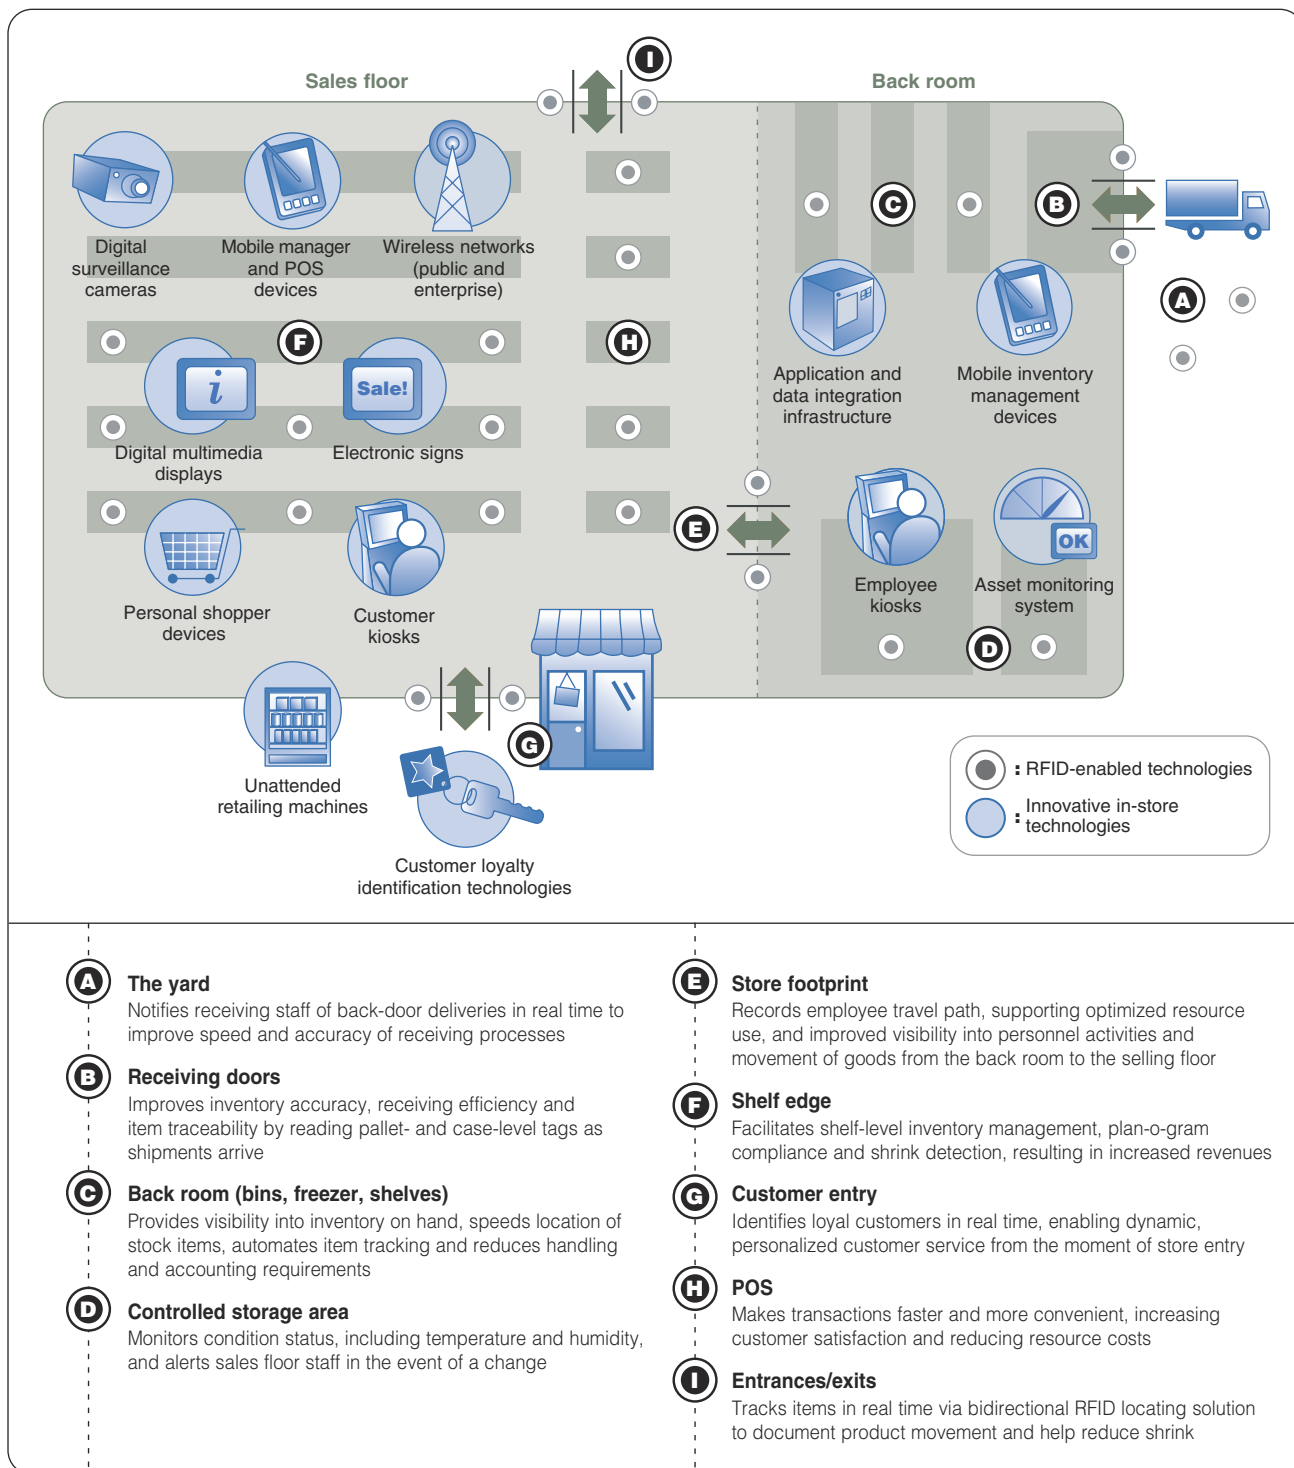 I
Sales floor
Back room
Digital
surveillance
cameras
Mobile manager
and POS
devices
Wireless networks
(public and
enterprise)
C
B
A
F
H
i
Sale!
Application and
data integration
infrastructure
Mobile inventory
management
devices
Digital multimedia
displays
Electronic signs
E
OK
Personal shopper
devices
Customer
kiosks
Employee
kiosks
Asset monitoring
system
D
G
Unattended
retailing machines
Customer loyalty
identification technologies
: RFID-enabled technologies
: Innovative in-store
technologies
A
The yard
Notifies receiving staff of back-door deliveries in real time to
improve speed and accuracy of receiving processes
B
Receiving doors
Improves inventory accuracy, receiving efficiency and
item traceability by reading pallet- and case-level tags as
shipments arrive
C
Back room (bins, freezer, shelves)
Provides visibility into inventory on hand, speeds location of
stock items, automates item tracking and reduces handling
and accounting requirements
D
Controlled storage area
Monitors condition status, including temperature and humidity,
and alerts sales floor staff in the event of a change
E
Store footprint
Records employee travel path, supporting optimized resource
use, and improved visibility into personnel activities and
movement of goods from the back room to the selling floor
F
Shelf edge
Facilitates shelf-level inventory management, plan-o-gram
compliance and shrink detection, resulting in increased revenues
G
Customer entry
Identifies loyal customers in real time, enabling dynamic,
personalized customer service from the moment of store entry
H
POS
Makes transactions faster and more convenient, increasing
customer satisfaction and reducing resource costs
I
Entrances/exits
Tracks items in real time via bidirectional RFID locating solution
to document product movement and help reduce shrink